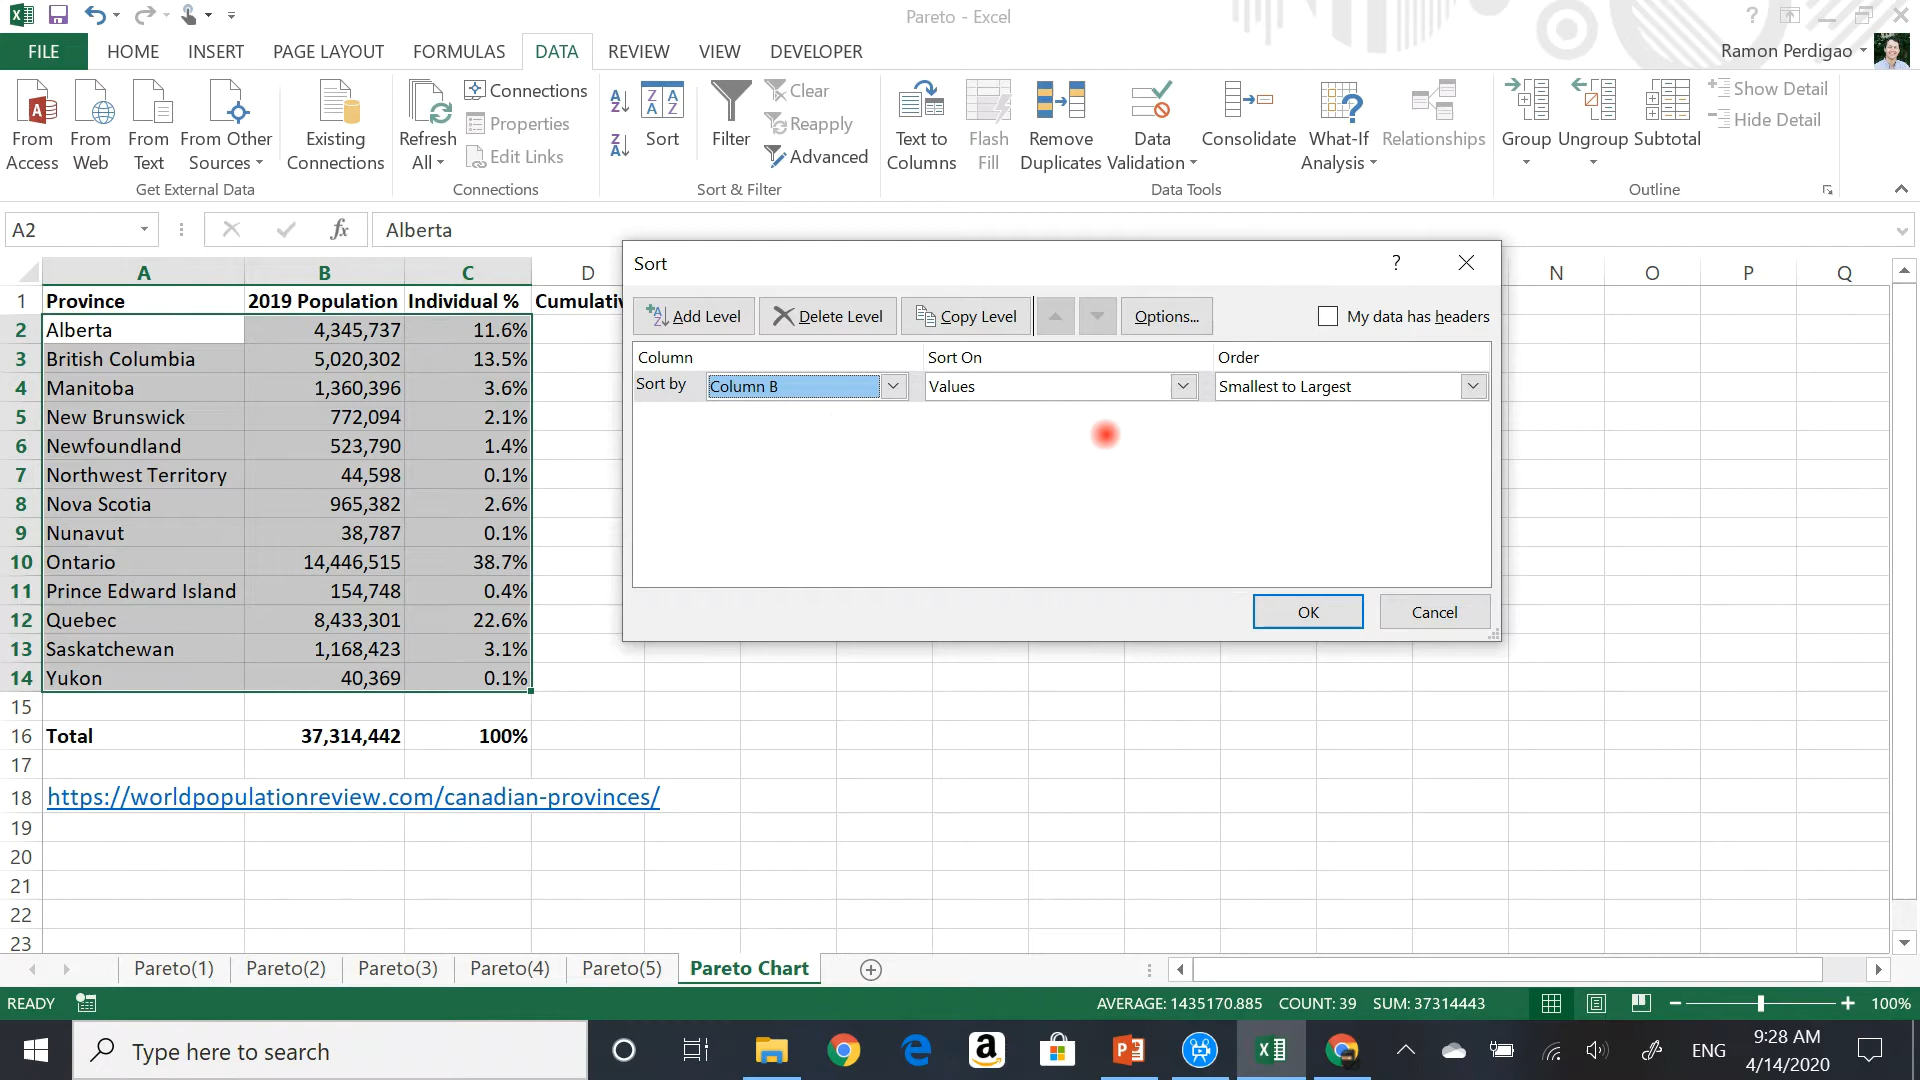 Pareto - Excel
FILE HOME INSERT PAGE LAYOUT FORMULAS DATA REVIEW VIEW DEVELOPER
Ramon Perdigao
From Access
From Web
From Text
From Other Sources
Existing Connections
Refresh All
Connections
Properties
Edit Links
Sort
Filter
Clear
Reapply
Advanced
Text to Columns
Flash Fill
Remove Duplicates
Data Validation
Consolidate
What-If Analysis
Relationships
Group
Ungroup
Subtotal
Show Detail
Hide Detail
Get External Data
Connections
Sort & Filter
Data Tools
Outline
A2
fx
Alberta
A B C D N O P Q
1 Province 2019 Population Individual % Cumulativ
2 Alberta 4,345,737 11.6%
3 British Columbia 5,020,302 13.5%
4 Manitoba 1,360,396 3.6%
5 New Brunswick 772,094 2.1%
6 Newfoundland 523,790 1.4%
7 Northwest Territory 44,598 0.1%
8 Nova Scotia 965,382 2.6%
9 Nunavut 38,787 0.1%
10 Ontario 14,446,515 38.7%
11 Prince Edward Island 154,748 0.4%
12 Quebec 8,433,301 22.6%
13 Saskatchewan 1,168,423 3.1%
14 Yukon 40,369 0.1%
15
16 Total 37,314,442 100%
17
18 https://worldpopulationreview.com/canadian-provinces/
19
20
21
22
23
Sort
?
Add Level
Delete Level
Copy Level
Options...
My data has headers
Column Sort On Order
Sort by Column B Values Smallest to Largest
OK Cancel
Pareto(1) Pareto(2) Pareto(3) Pareto(4) Pareto(5) Pareto Chart
READY
AVERAGE: 1435170.885 COUNT: 39 SUM: 37314443
100%
Type here to search
ENG
9:28 AM
4/14/2020